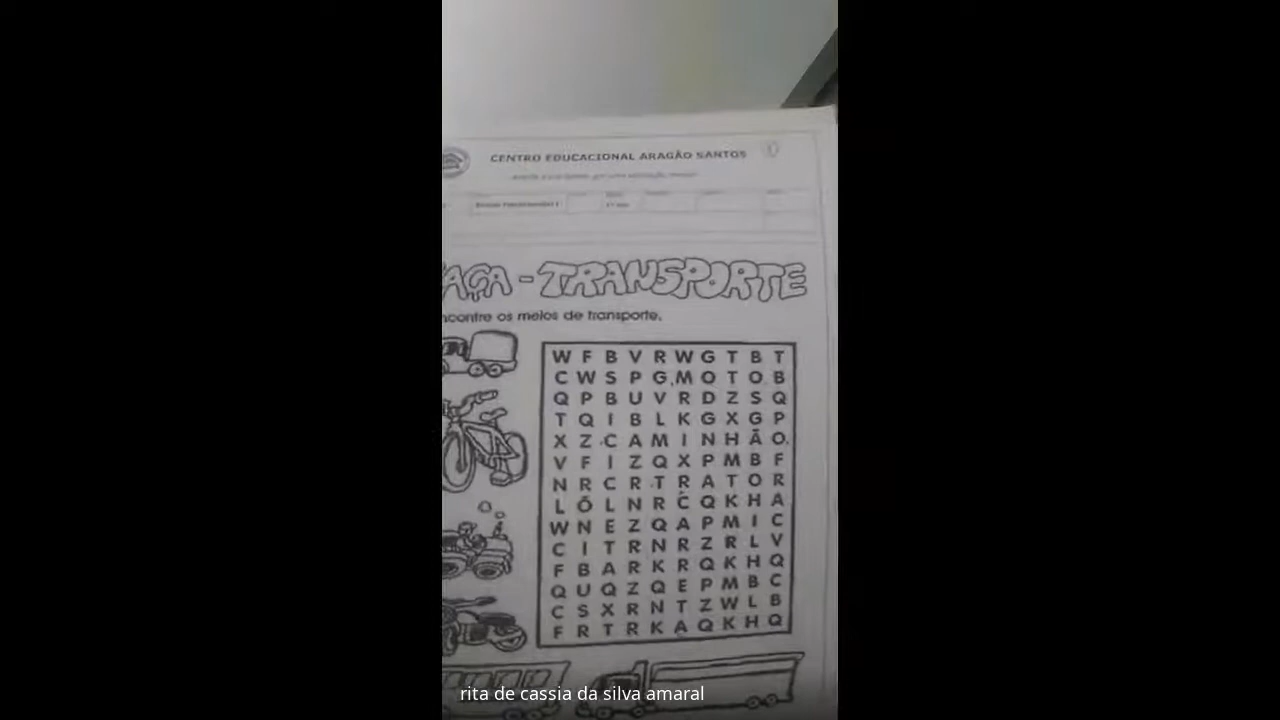 CENTRO EDUCACIONAL ARAGÃO SANTOS
AÇA - TRANSPORTE
ncontre os meios de transporte.
W F B V R W G T B T
C W S P G M O T O B
Q P B U V R D Z S Q
T Q I B L K G X G P
X Z C A M I N H Ã O
V F I Z Q X P M B F
N R C R T R A T O R
L Ô L N R C Q K H A
W N E Z Q A P M I C
C I T R N R Z R L V
F B A R K R Q K H Q
Q U Q Z Q E P M B C
C S X R N T Z W L B
F R T R K A Q K H Q
rita de cassia da silva amaral